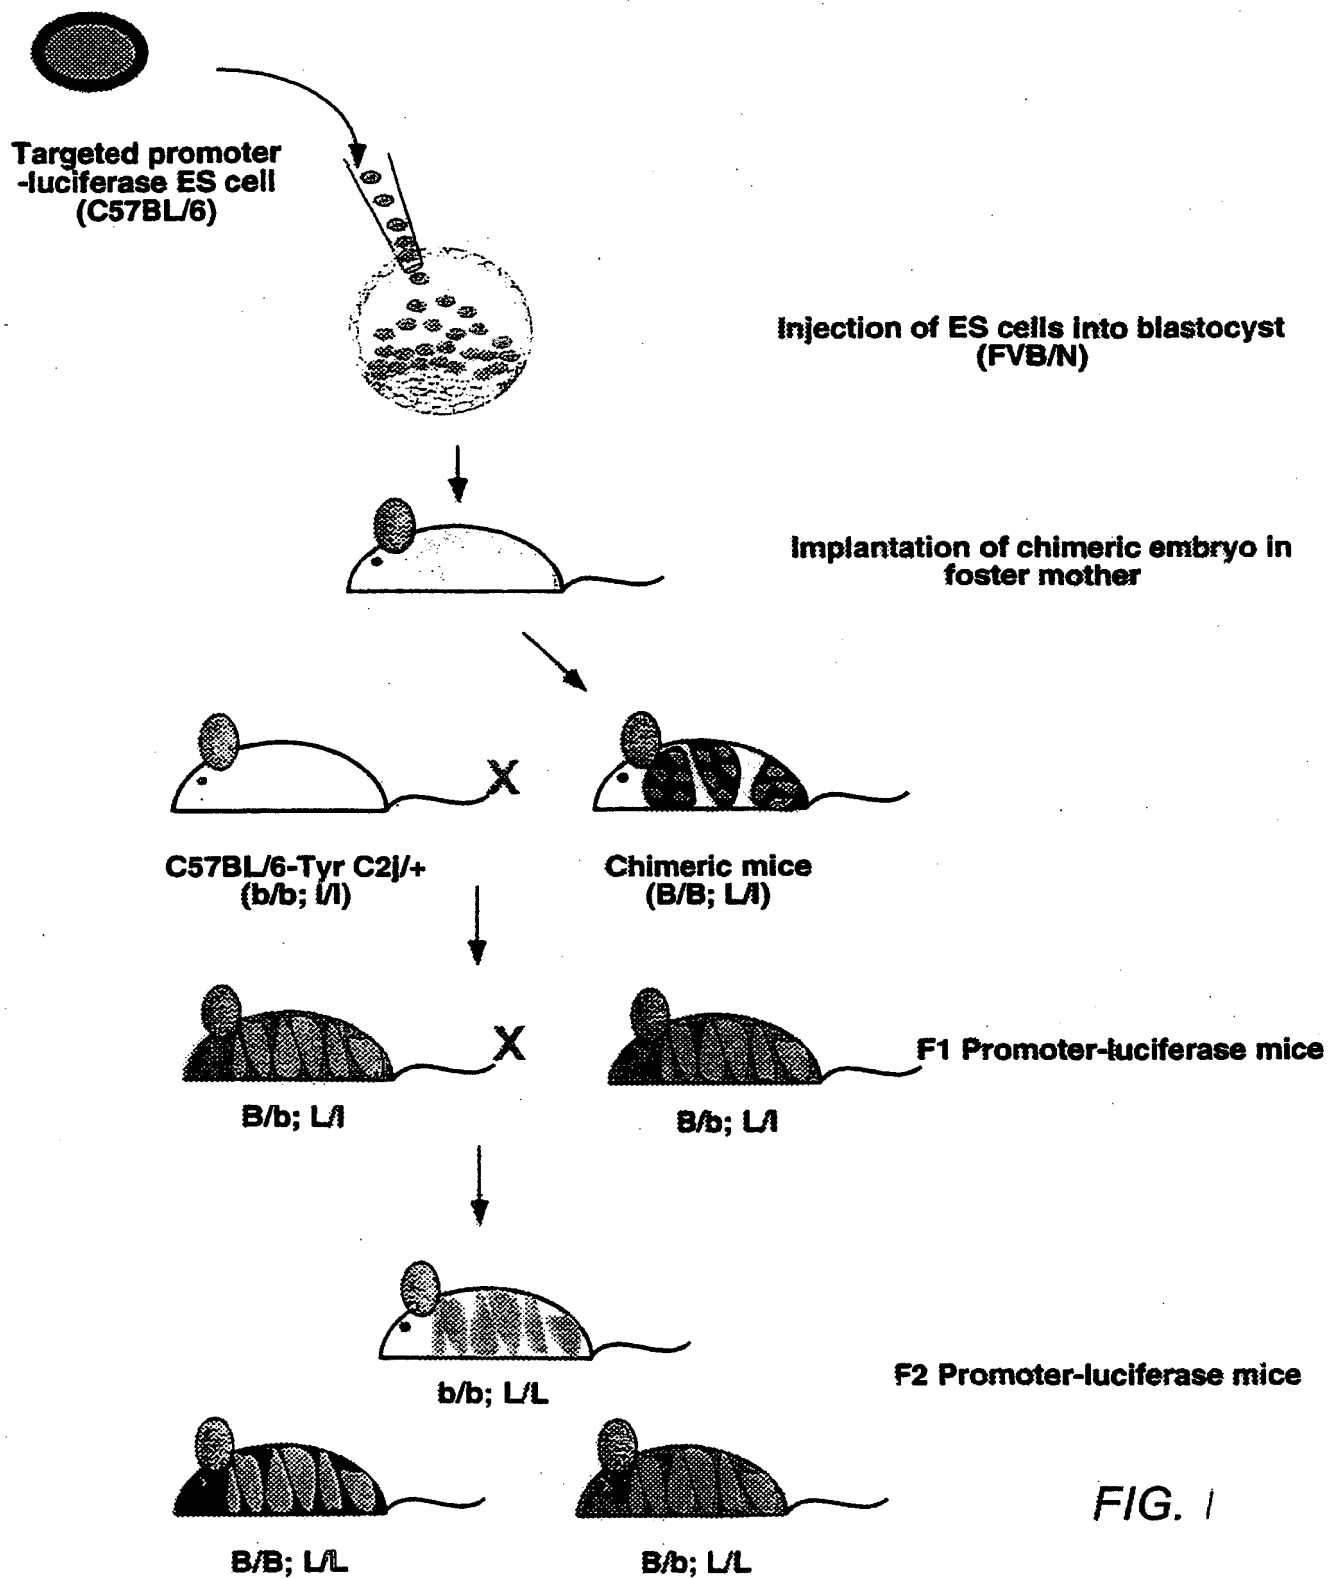 Targeted promoter
-luciferase ES cell
(C57BL/6)
Injection of ES cells into blastocyst
(FVB/N)
Implantation of chimeric embryo in
foster mother
X
C57BL/6-Tyr C2j/+
(b/b; l/l)
Chimeric mice
(B/B; L/l)
X
F1 Promoter-luciferase mice
B/b; L/l
B/b; L/l
b/b; L/L
F2 Promoter-luciferase mice
B/B; L/L
B/b; L/L
FIG. 1